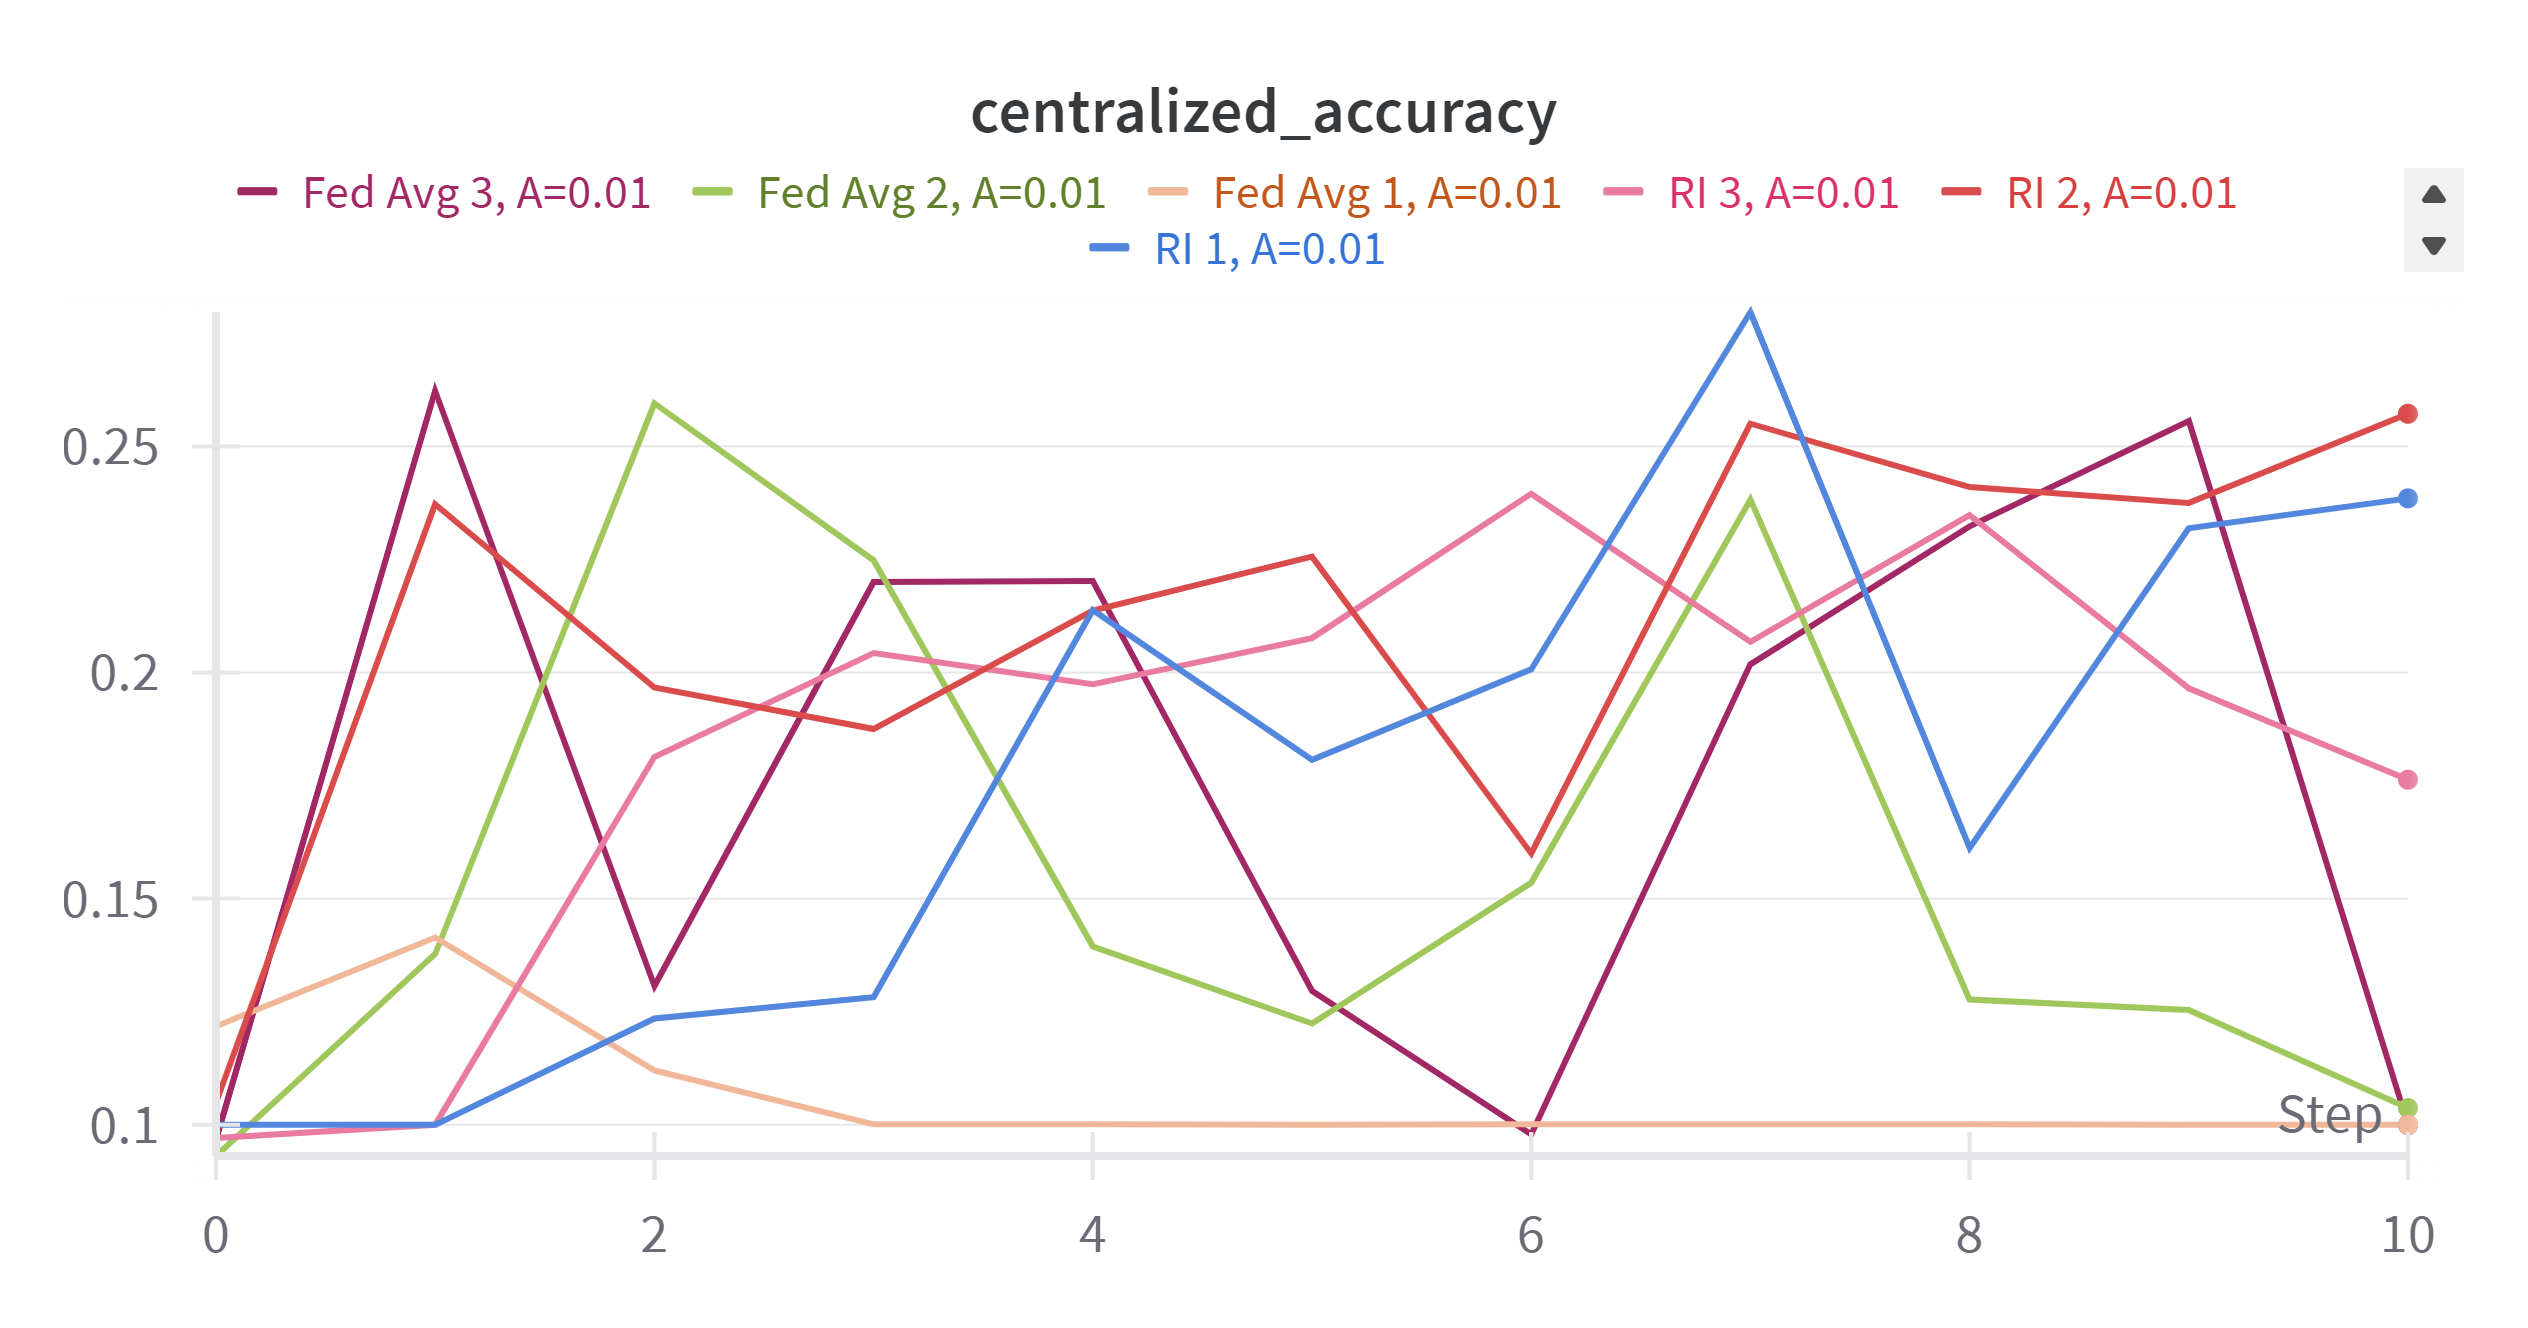 centralized_accuracy
Fed Avg 3, A=0.01 Fed Avg 2, A=0.01 Fed Avg 1, A=0.01 RI 3, A=0.01 RI 2, A=0.01
RI 1, A=0.01
0.25
0.2
0.15
0.1
Step
0 2 4 6 8 10